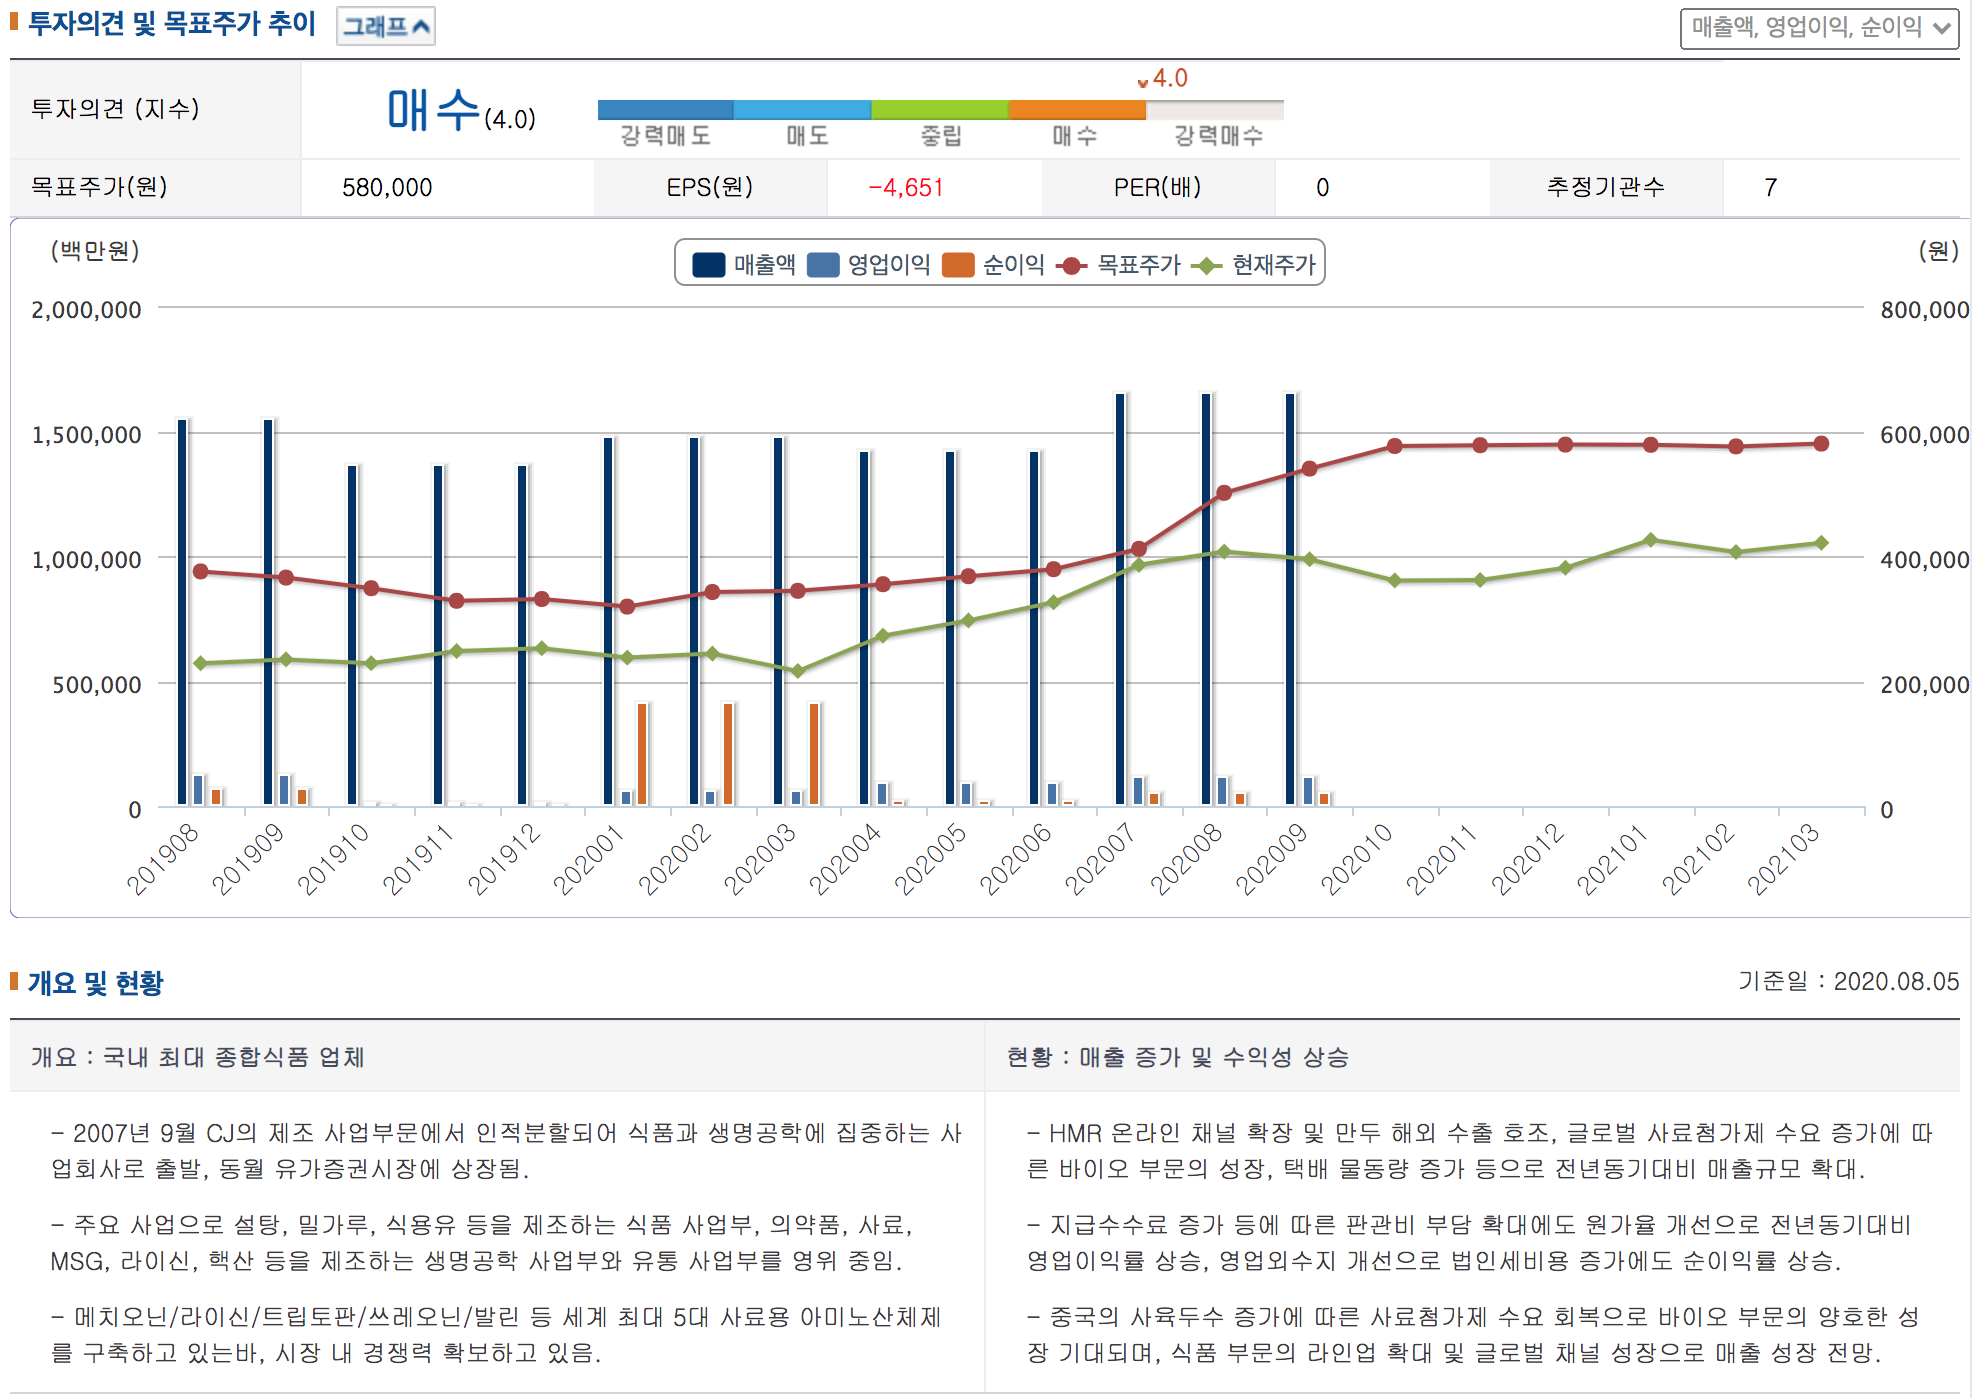 투자의견 및 목표주가 추이
그래프
매출액, 영업이익, 순이익
투자의견 (지수)
매수(4.0)
4.0
강력매도 매도 중립 매수 강력매수
목표주가(원) 580,000 EPS(원) -4,651 PER(배) 0 추정기관수 7
(백만원)
매출액 영업이익 순이익 목표주가 현재주가
(원)
2,000,000 800,000
1,500,000 600,000
1,000,000 400,000
500,000 200,000
0 0
201908 201909 201910 201911 201912 202001 202002 202003 202004 202005 202006 202007 202008 202009 202010 202011 202012 202101 202102 202103
개요 및 현황
기준일 : 2020.08.05
개요 : 국내 최대 종합식품 업체
- 2007년 9월 CJ의 제조 사업부문에서 인적분할되어 식품과 생명공학에 집중하는 사
업회사로 출발, 동월 유가증권시장에 상장됨.
- 주요 사업으로 설탕, 밀가루, 식용유 등을 제조하는 식품 사업부, 의약품, 사료,
MSG, 라이신, 핵산 등을 제조하는 생명공학 사업부와 유통 사업부를 영위 중임.
- 메치오닌/라이신/트립토판/쓰레오닌/발린 등 세계 최대 5대 사료용 아미노산체제
를 구축하고 있는바, 시장 내 경쟁력 확보하고 있음.
현황 : 매출 증가 및 수익성 상승
- HMR 온라인 채널 확장 및 만두 해외 수출 호조, 글로벌 사료첨가제 수요 증가에 따
른 바이오 부문의 성장, 택배 물동량 증가 등으로 전년동기대비 매출규모 확대.
- 지급수수료 증가 등에 따른 판관비 부담 확대에도 원가율 개선으로 전년동기대비
영업이익률 상승, 영업외수지 개선으로 법인세비용 증가에도 순이익률 상승.
- 중국의 사육두수 증가에 따른 사료첨가제 수요 회복으로 바이오 부문의 양호한 성
장 기대되며, 식품 부문의 라인업 확대 및 글로벌 채널 성장으로 매출 성장 전망.